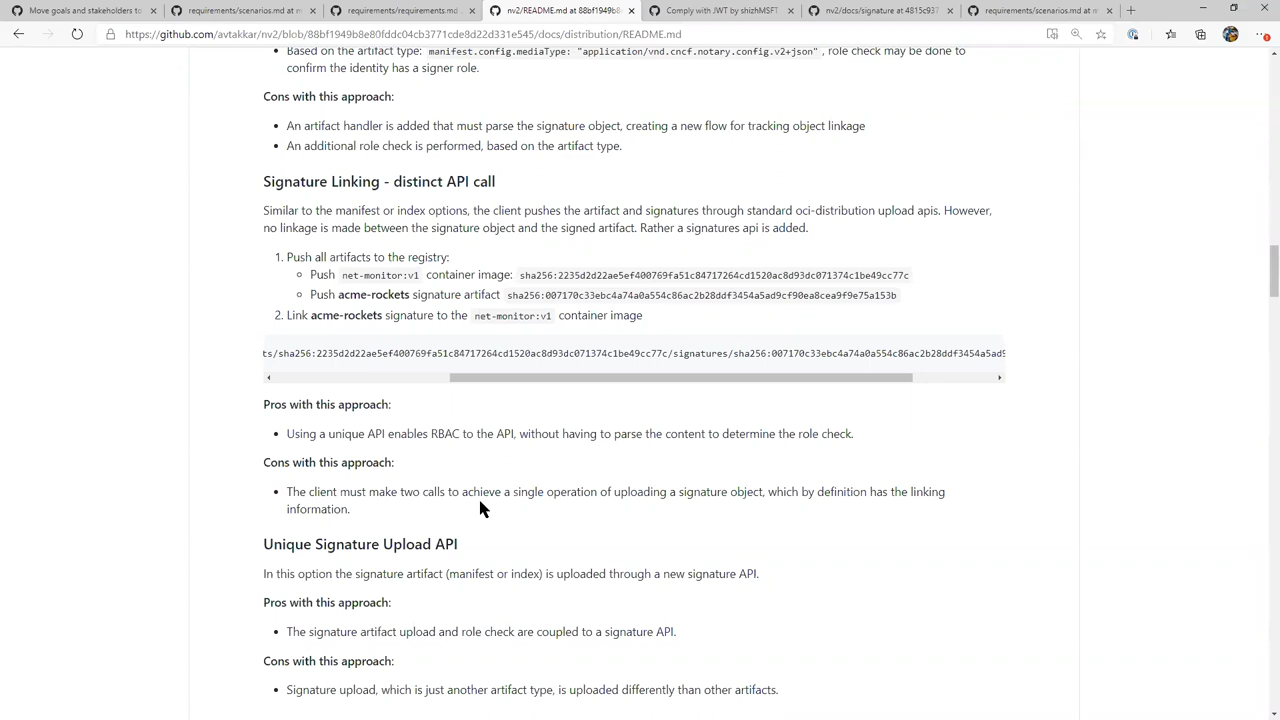 Move goals and stakeholders to
requirements/scenarios.md at m
requirements/requirements.md
nv2/README.md at 88bf1949b8
Comply with JWT by shizhMSFT
nv2/docs/signature at 4815c937
requirements/scenarios.md at m
https://github.com/avtakkar/nv2/blob/88bf1949b8e80fddc04cb3771cde8d22d331e545/docs/distribution/README.md
Based on the artifact type: manifest.config.mediaType: "application/vnd.cncf.notary.config.v2+json" , role check may be done to
confirm the identity has a signer role.
Cons with this approach:
An artifact handler is added that must parse the signature object, creating a new flow for tracking object linkage
An additional role check is performed, based on the artifact type.
Signature Linking - distinct API call
Similar to the manifest or index options, the client pushes the artifact and signatures through standard oci-distribution upload apis. However,
no linkage is made between the signature object and the signed artifact. Rather a signatures api is added.
1. Push all artifacts to the registry:
Push net-monitor:v1 container image: sha256:2235d2d22ae5ef400769fa51c84717264cd1520ac8d93dc071374c1be49cc77c
Push acme-rockets signature artifact sha256:007170c33ebc4a74a0a554c86ac2b28ddf3454a5ad9cf90ea8cea9f9e75a153b
2. Link acme-rockets signature to the net-monitor:v1 container image
ts/sha256:2235d2d22ae5ef400769fa51c84717264cd1520ac8d93dc071374c1be49cc77c/signatures/sha256:007170c33ebc4a74a0a554c86ac2b28ddf3454a5ad9
Pros with this approach:
Using a unique API enables RBAC to the API, without having to parse the content to determine the role check.
Cons with this approach:
The client must make two calls to achieve a single operation of uploading a signature object, which by definition has the linking
information.
Unique Signature Upload API
In this option the signature artifact (manifest or index) is uploaded through a new signature API.
Pros with this approach:
The signature artifact upload and role check are coupled to a signature API.
Cons with this approach:
Signature upload, which is just another artifact type, is uploaded differently than other artifacts.